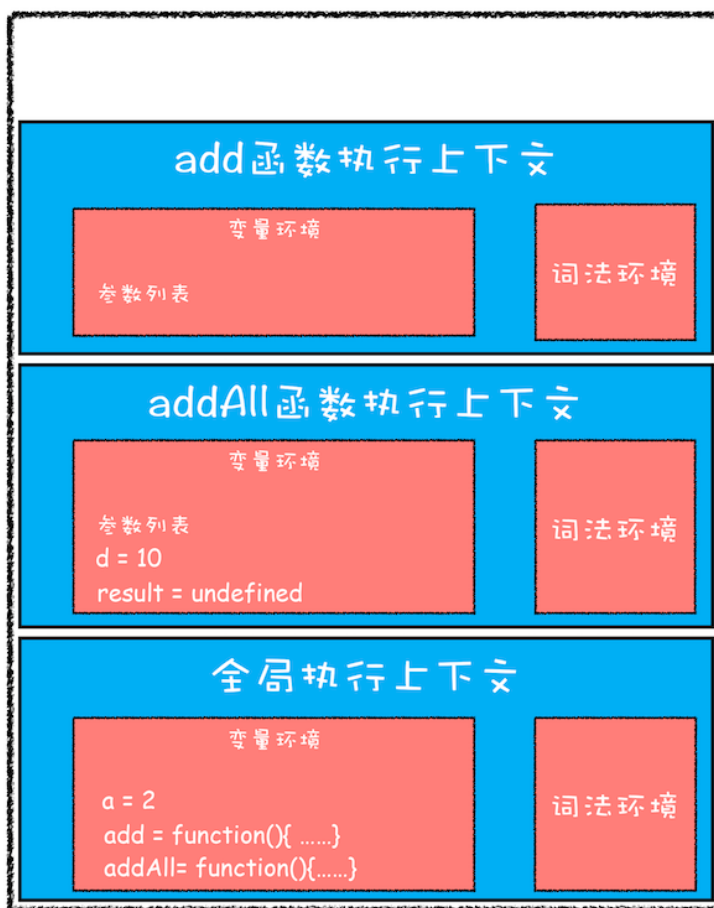 add函数执行上下文
变量环境
参数列表
词法环境
addAll函数执行上下文
变量环境
参数列表
d = 10
result = undefined
词法环境
全局执行上下文
变量环境
a = 2
add = function(){ ......}
addAll= function(){......}
词法环境